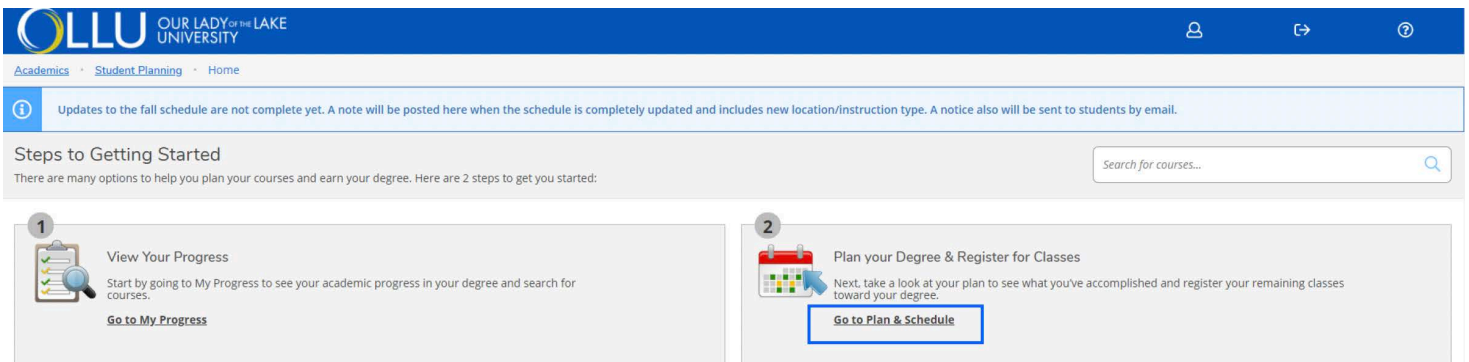 OLLU OUR LADY OF THE LAKE
UNIVERSITY
Academics · Student Planning · Home
Updates to the fall schedule are not complete yet. A note will be posted here when the schedule is completely updated and includes new location/instruction type. A notice also will be sent to students by email.
Steps to Getting Started
Search for courses...
There are many options to help you plan your courses and earn your degree. Here are 2 steps to get you started:
1
View Your Progress
Start by going to My Progress to see your academic progress in your degree and search for
courses.
Go to My Progress
2
Plan your Degree & Register for Classes
Next, take a look at your plan to see what you've accomplished and register your remaining classes
toward your degree.
Go to Plan & Schedule